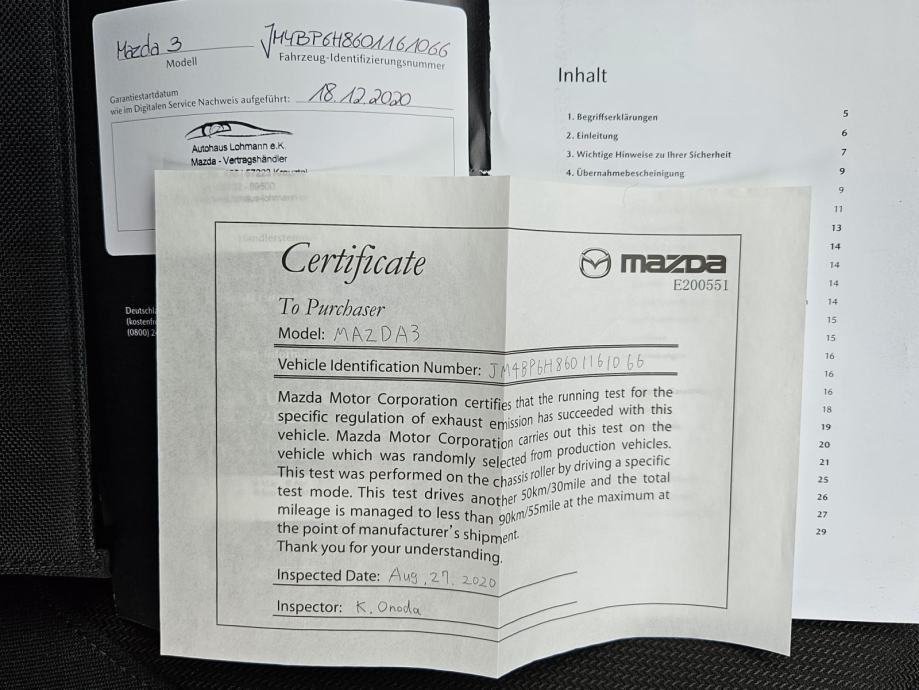 Mazda 3
Modell
JM4BP6H8601161066
Fahrzeug-Identifizierungsnummer
Garantiestartdatum
wie im Digitalen Service Nachweis aufgeführt: 18.12.2020
Autohaus Lohmann e.K.
Mazda - Vertragshändler
Inhalt
1. Begriffserklärungen 5
2. Einleitung 6
3. Wichtige Hinweise zu Ihrer Sicherheit 7
4. Übernahmebescheinigung 9
9
11
13
14
14
14
14
15
15
16
16
16
18
19
20
21
25
26
27
29
(0800) 2
Certificate
mazda
E200551
To Purchaser
Model: MAZDA3
Vehicle Identification Number: JM4BP6H8601161066
Mazda Motor Corporation certifies that the running test for the
specific regulation of exhaust emission has succeeded with this
vehicle. Mazda Motor Corporation carries out this test on the
vehicle which was randomly selected from production vehicles.
This test was performed on the chassis roller by driving a specific
test mode. This test drives another 50km/30mile and the total
mileage is managed to less than 90km/55mile at the maximum at
the point of manufacturer's shipment.
Thank you for your understanding.
Inspected Date: Aug, 27, 2020
Inspector: K. Onoda